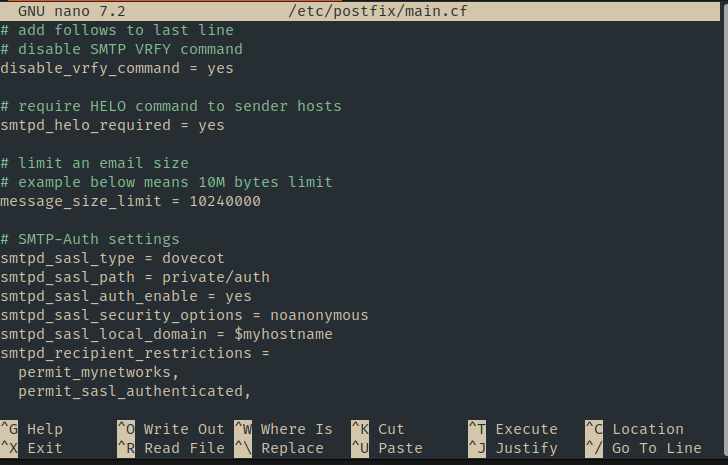 GNU nano 7.2 /etc/postfix/main.cf
# add follows to last line
# disable SMTP VRFY command
disable_vrfy_command = yes
# require HELO command to sender hosts
smtpd_helo_required = yes
# limit an email size
# example below means 10M bytes limit
message_size_limit = 10240000
# SMTP-Auth settings
smtpd_sasl_type = dovecot
smtpd_sasl_path = private/auth
smtpd_sasl_auth_enable = yes
smtpd_sasl_security_options = noanonymous
smtpd_sasl_local_domain = $myhostname
smtpd_recipient_restrictions =
  permit_mynetworks,
  permit_sasl_authenticated,
^G Help ^O Write Out ^W Where Is ^K Cut ^T Execute ^C Location
^X Exit ^R Read File ^\ Replace ^U Paste ^J Justify ^/ Go To Line